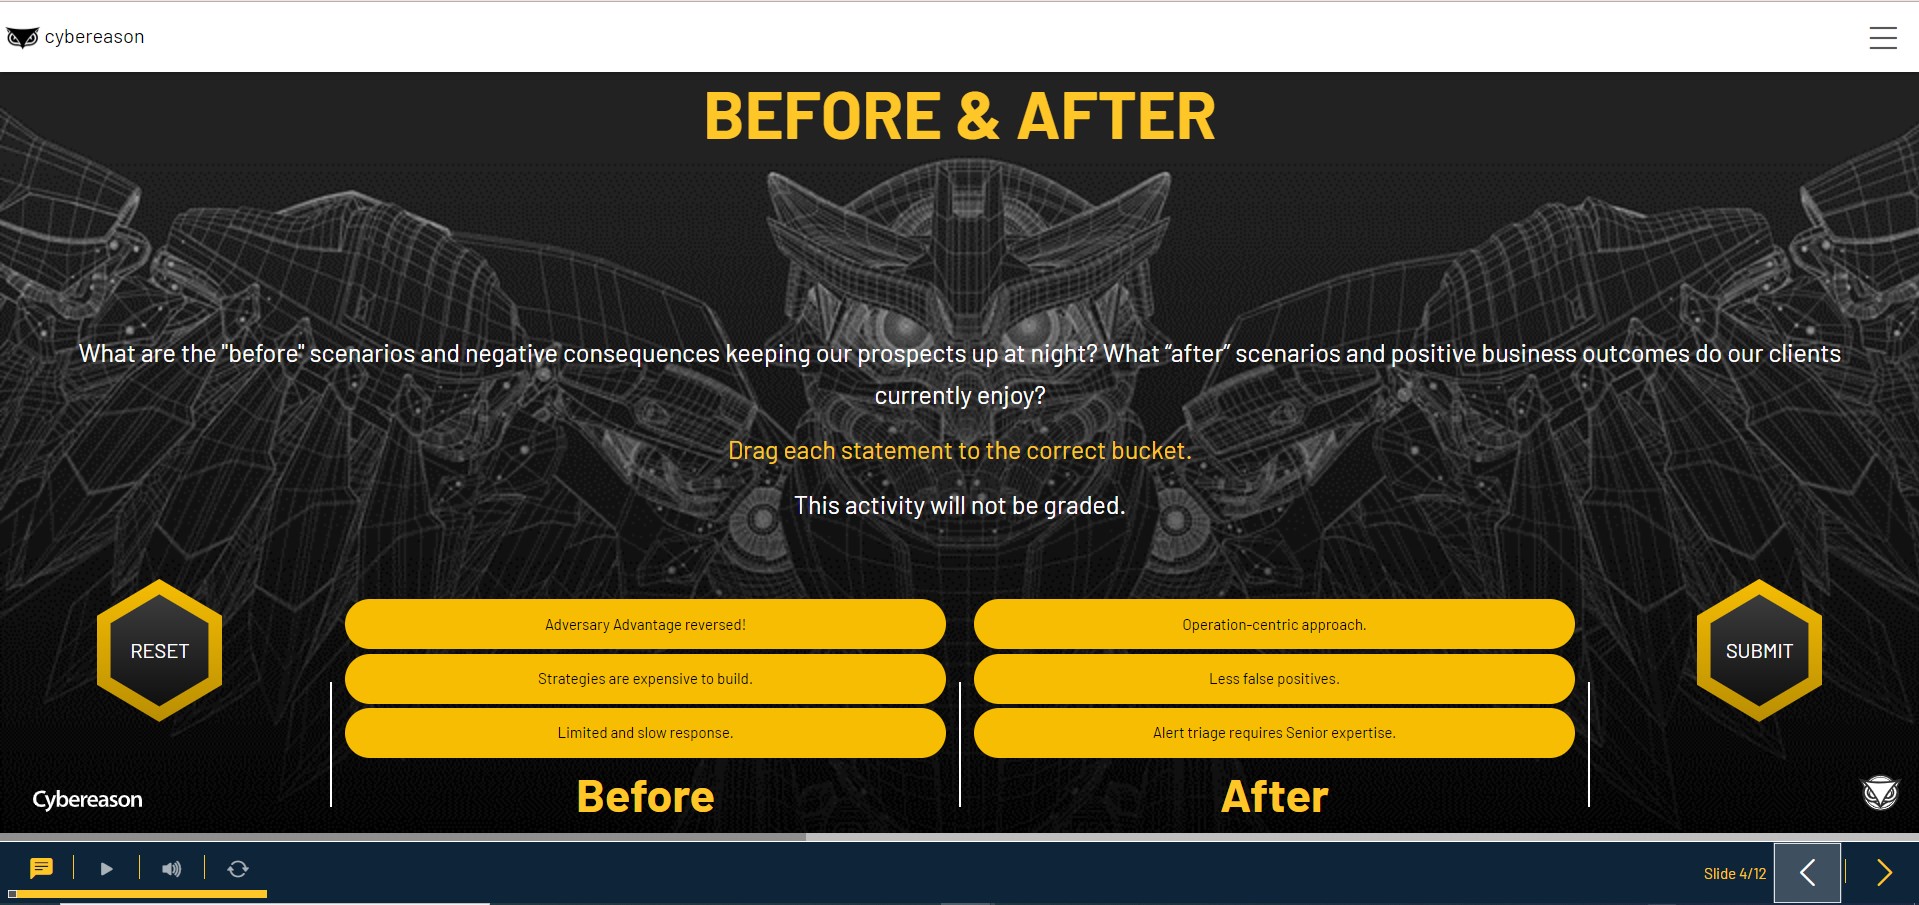 cybereason
BEFORE & AFTER
What are the "before" scenarios and negative consequences keeping our prospects up at night? What “after” scenarios and positive business outcomes do our clients
currently enjoy?
Drag each statement to the correct bucket.
This activity will not be graded.
RESET
Adversary Advantage reversed!
Strategies are expensive to build.
Limited and slow response.
Before
Operation-centric approach.
Less false positives.
Alert triage requires Senior expertise.
After
SUBMIT
Cybereason
Slide 4/12